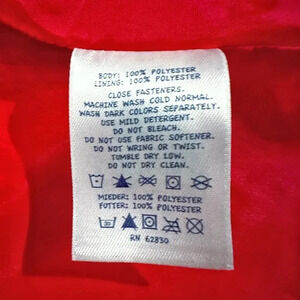 BODY: 100% POLYESTER
LINING: 100% POLYESTER
CLOSE FASTENERS.
MACHINE WASH COLD NORMAL.
WASH DARK COLORS SEPARATELY.
USE MILD DETERGENT.
DO NOT BLEACH.
DO NOT USE FABRIC SOFTENER.
DO NOT WRING OR TWIST.
TUMBLE DRY LOW.
DO NOT DRY CLEAN.
MIEDER: 100% POLYESTER
FUTTER: 100% POLYESTER
RN 62830